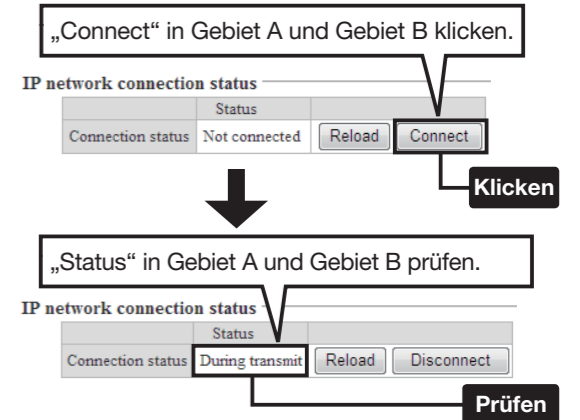 „Connect“ in Gebiet A und Gebiet B klicken.
IP network connection status
Status
Connection status Not connected Reload Connect
Klicken
„Status“ in Gebiet A und Gebiet B prüfen.
IP network connection status
Status
Connection status During transmit Reload Disconnect
Prüfen